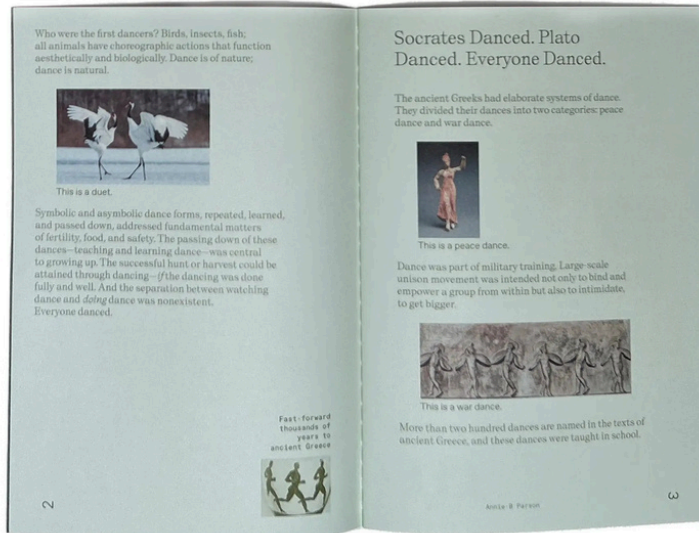 Who were the first dancers? Birds, insects, fish;
all animals have choreographic actions that function
aesthetically and biologically. Dance is of nature;
dance is natural.
This is a duet.
Symbolic and asymbolic dance forms, repeated, learned,
and passed down, addressed fundamental matters
of fertility, food, and safety. The passing down of these
dances—teaching and learning dance—was central
to growing up. The successful hunt or harvest could be
attained through dancing—if the dancing was done
fully and well. And the separation between watching
dance and doing dance was nonexistent.
Everyone danced.
Fast-forward
thousands of
years to
ancient Greece
2
Socrates Danced. Plato
Danced. Everyone Danced.
The ancient Greeks had elaborate systems of dance.
They divided their dances into two categories: peace
dance and war dance.
This is a peace dance.
Dance was part of military training. Large-scale
unison movement was intended not only to bind and
empower a group from within but also to intimidate,
to get bigger.
This is a war dance.
More than two hundred dances are named in the texts of
ancient Greece, and these dances were taught in school.
Annie B Parson
3